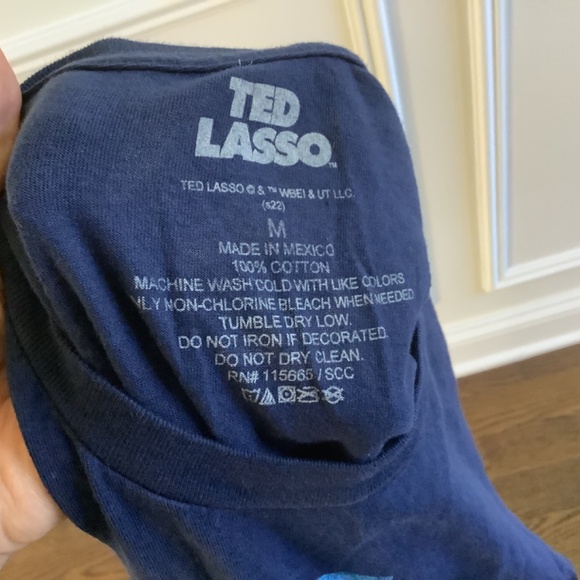 TED
LASSO™
TED LASSO © & ™ WBEI & UT LLC.
(s22)
M
MADE IN MEXICO
100% COTTON
MACHINE WASH COLD WITH LIKE COLORS
NON-CHLORINE BLEACH WHEN NEEDED
TUMBLE DRY LOW.
DO NOT IRON IF DECORATED.
DO NOT DRY CLEAN.
RN# 115665 / SCC